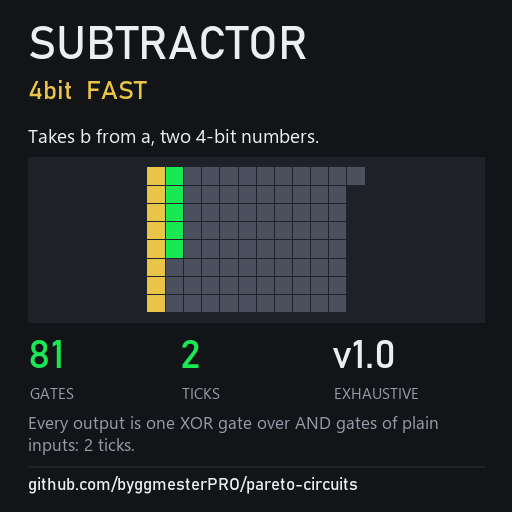 SUBTRACTOR
4bit FAST
Takes b from a, two 4-bit numbers.
81 2 v1.0
GATES TICKS EXHAUSTIVE
Every output is one XOR gate over AND gates of plain
inputs: 2 ticks.
github.com/byggmesterPRO/pareto-circuits